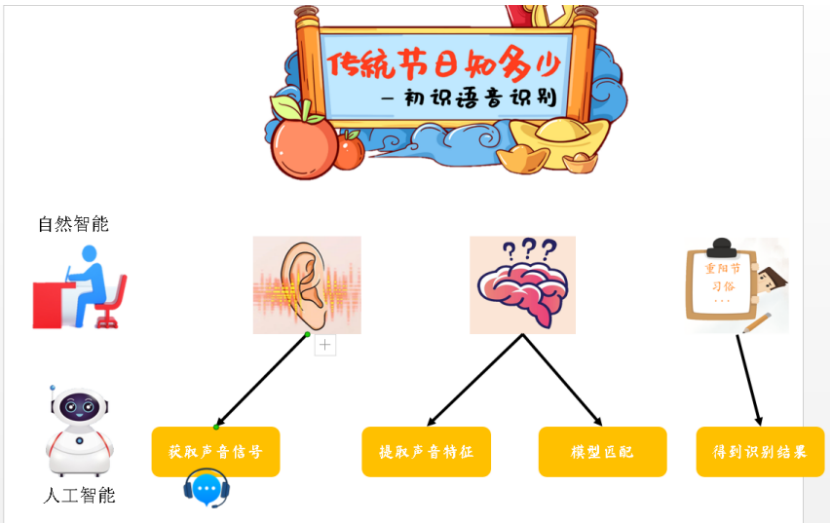 传統节日知多少
-初识语音识别
自然智能
???
重阳节
习俗
...
获取声音信号
提取声音特征
模型匹配
得到识别结果
人工智能